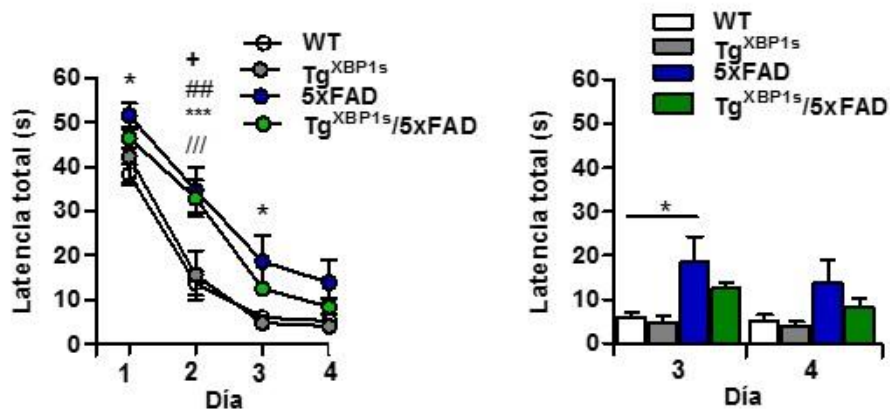 WT
Tg^XBP1s
5xFAD
Tg^XBP1s/5xFAD
Latencia total (s)
60
50
40
30
20
10
0
*
+
##
***
///
*
1 2 3 4
Día
WT
Tg^XBP1s
5xFAD
Tg^XBP1s/5xFAD
Latencia total (s)
60
50
40
30
20
10
0
*
3 4
Día